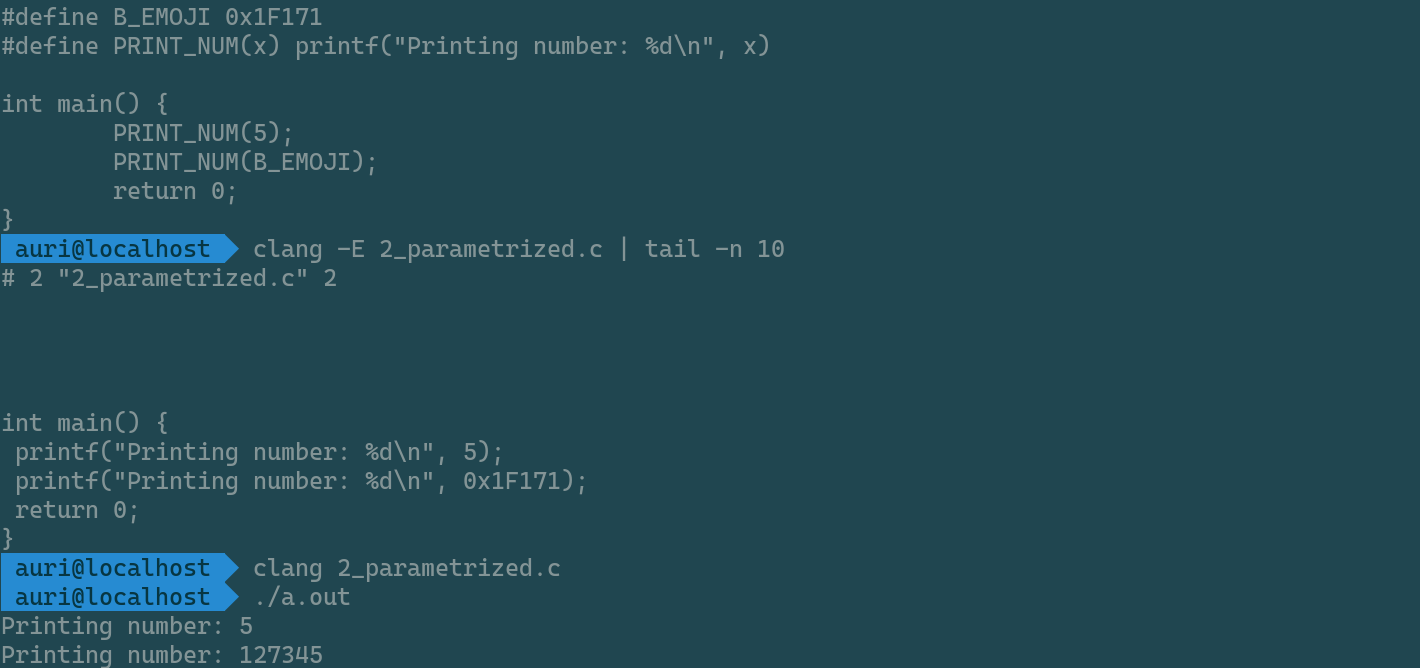 #define B_EMOJI 0x1F171
#define PRINT_NUM(x) printf("Printing number: %d\n", x)
int main() {
PRINT_NUM(5);
PRINT_NUM(B_EMOJI);
return 0;
}
auri@localhost clang -E 2_parametrized.c | tail -n 10
# 2 "2_parametrized.c" 2
int main() {
printf("Printing number: %d\n", 5);
printf("Printing number: %d\n", 0x1F171);
return 0;
}
auri@localhost clang 2_parametrized.c
auri@localhost ./a.out
Printing number: 5
Printing number: 127345